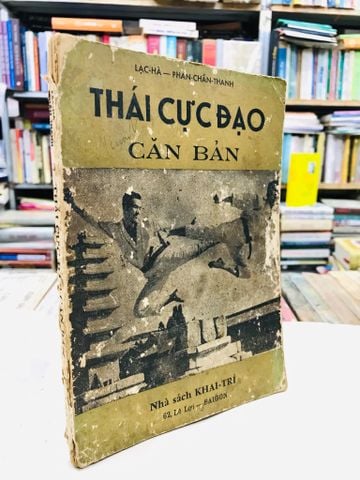 LẠC-HÀ — PHAN-CHẤN-THANH
THÁI CỰC ĐẠO
CĂN BẢN
Nhà sách KHAI-TRÍ
62, Lê Lợi — SAIGON